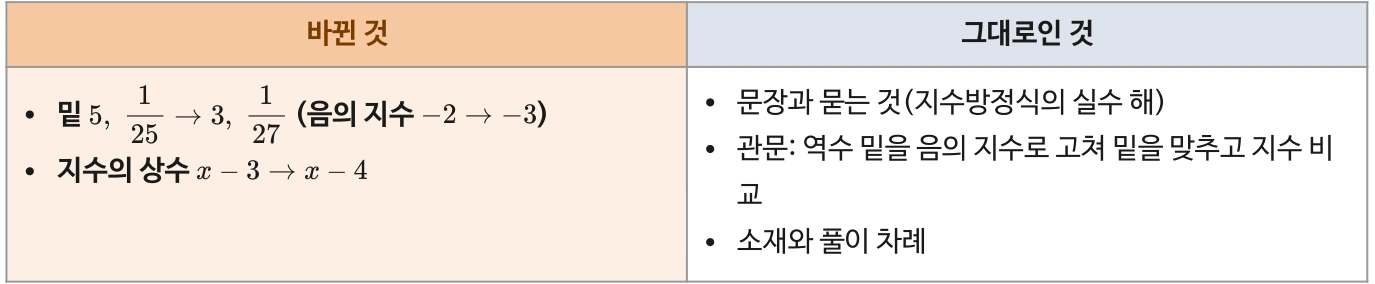 바뀐 것
그대로인 것
• 밑 5, 1/25 → 3, 1/27 (음의 지수 −2 → −3)
• 지수의 상수 x − 3 → x − 4
• 문장과 묻는 것(지수방정식의 실수 해)
• 관문: 역수 밑을 음의 지수로 고쳐 밑을 맞추고 지수 비
교
• 소재와 풀이 차례